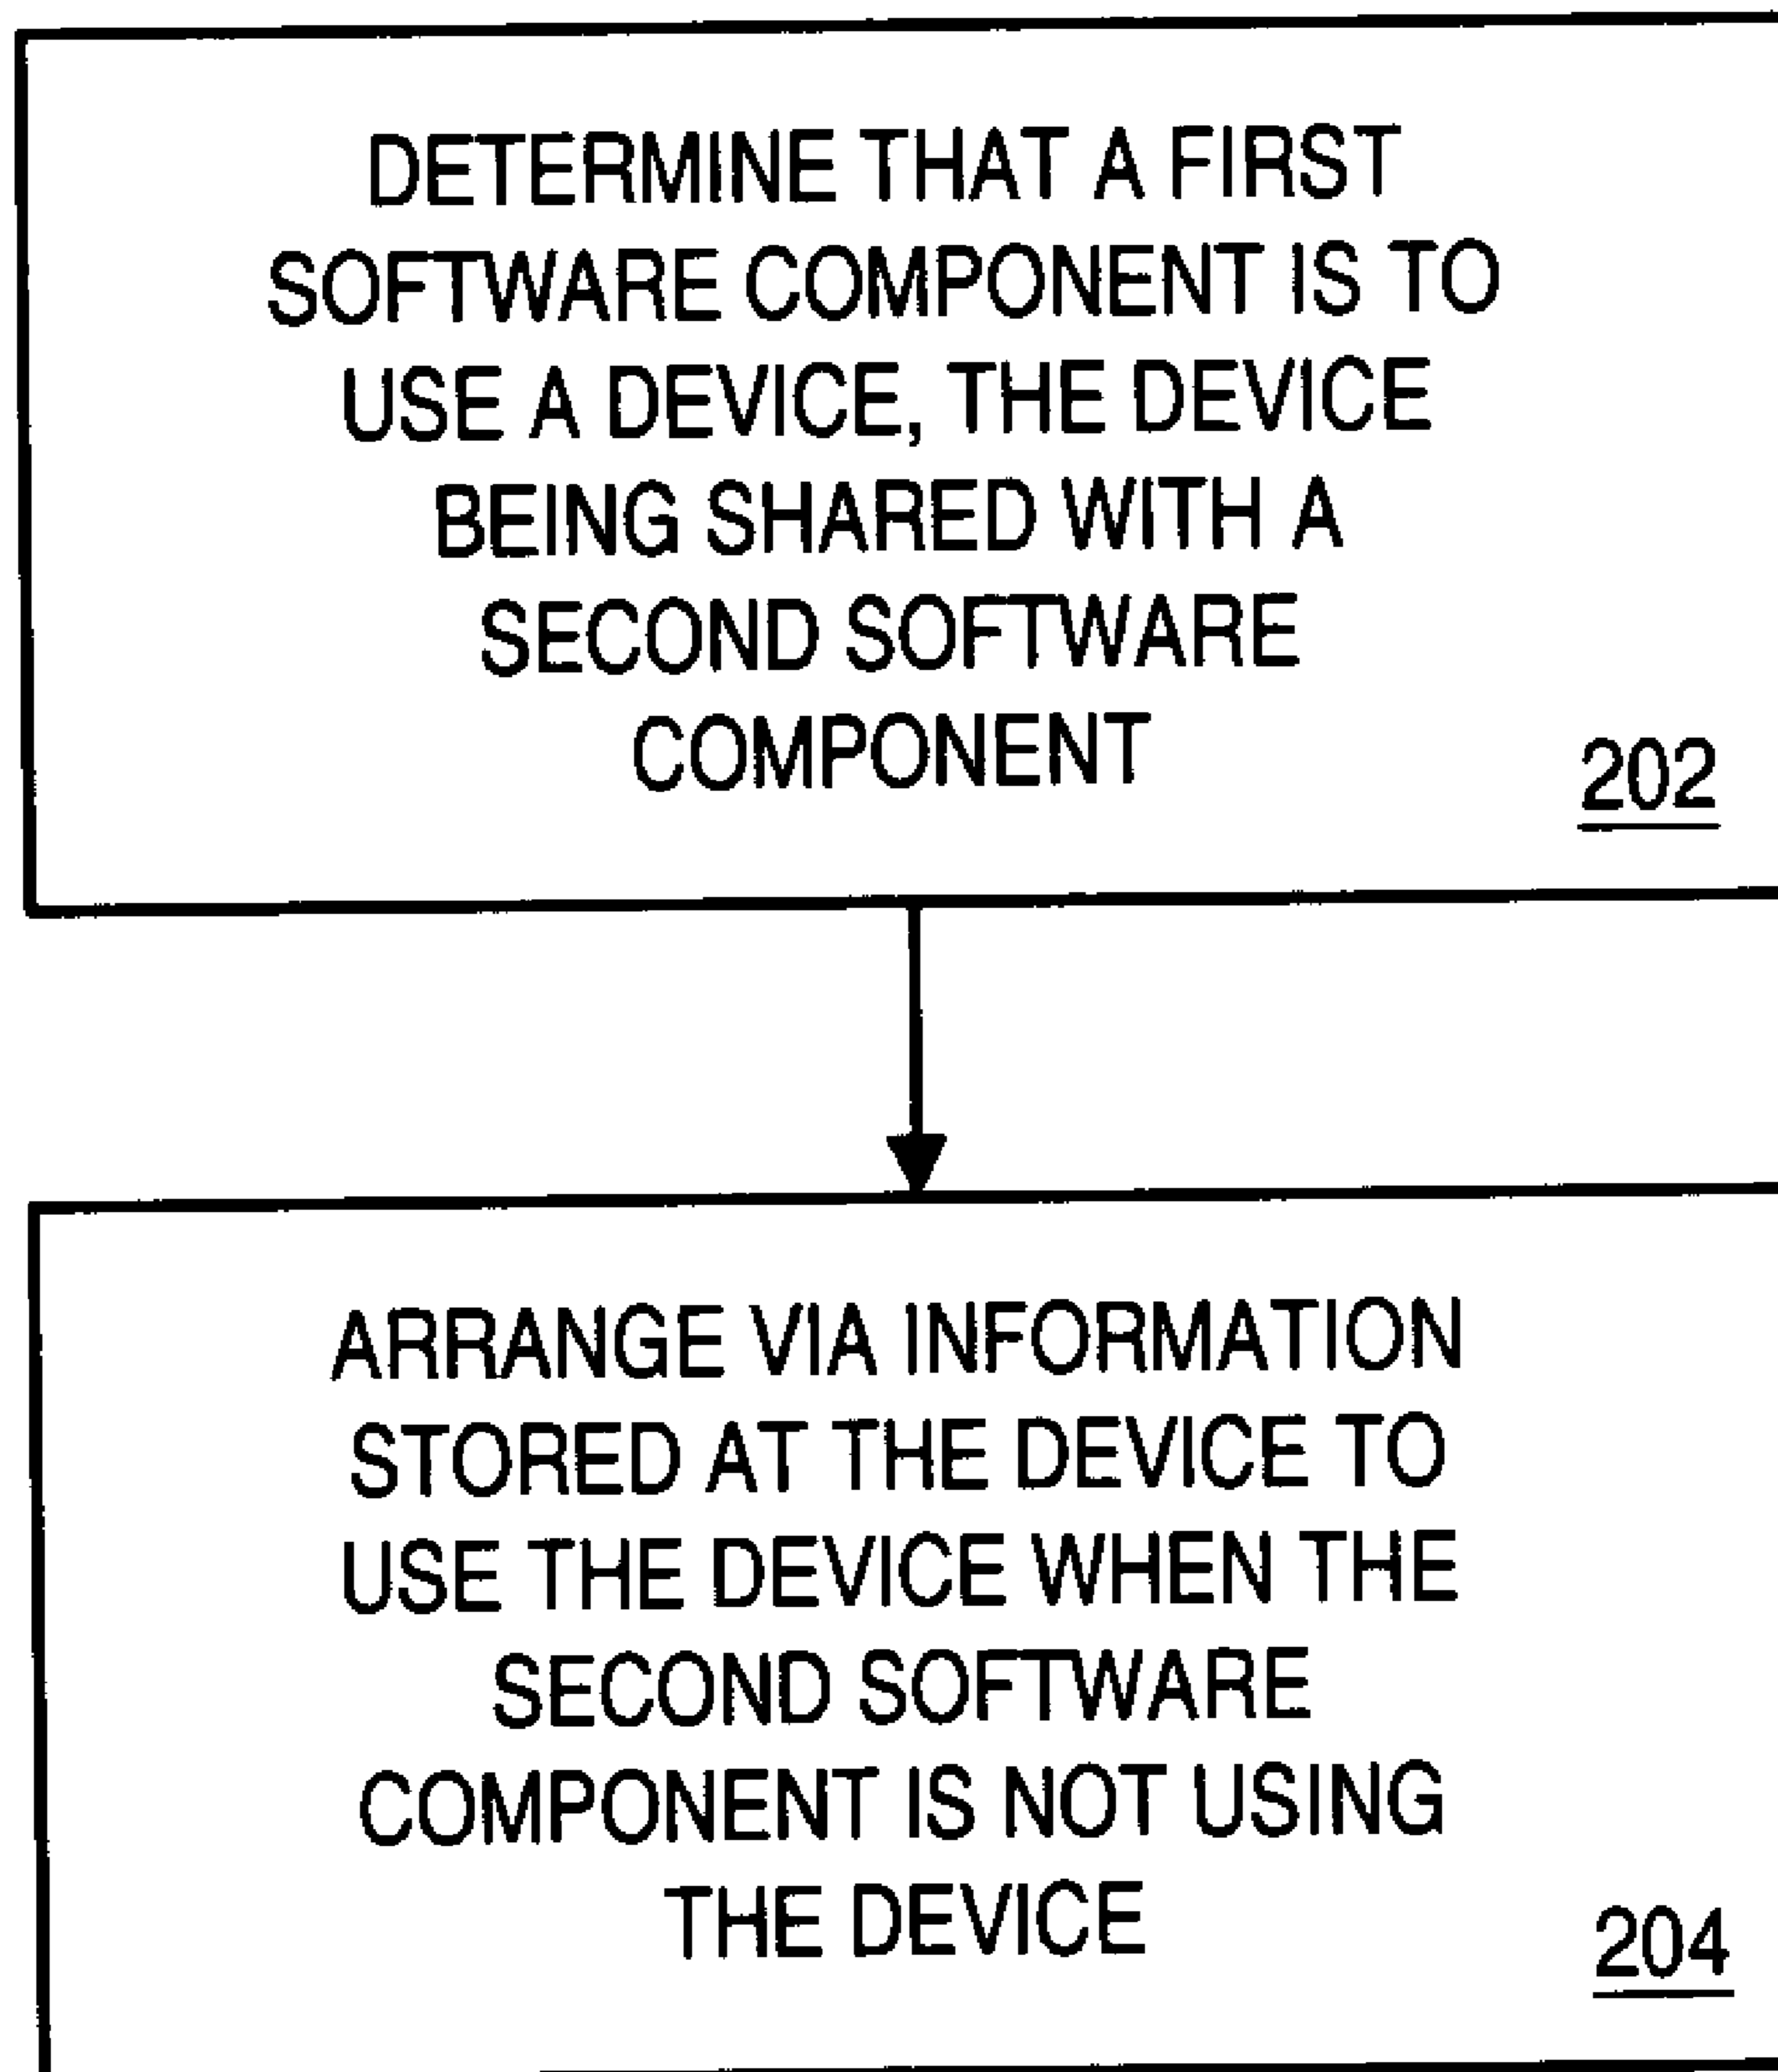 DETERMINE THAT A FIRST
SOFTWARE COMPONENT IS TO
USE A DEVICE, THE DEVICE
BEING SHARED WITH A
SECOND SOFTWARE
COMPONENT
202
ARRANGE VIA INFORMATION
STORED AT THE DEVICE TO
USE THE DEVICE WHEN THE
SECOND SOFTWARE
COMPONENT IS NOT USING
THE DEVICE
204